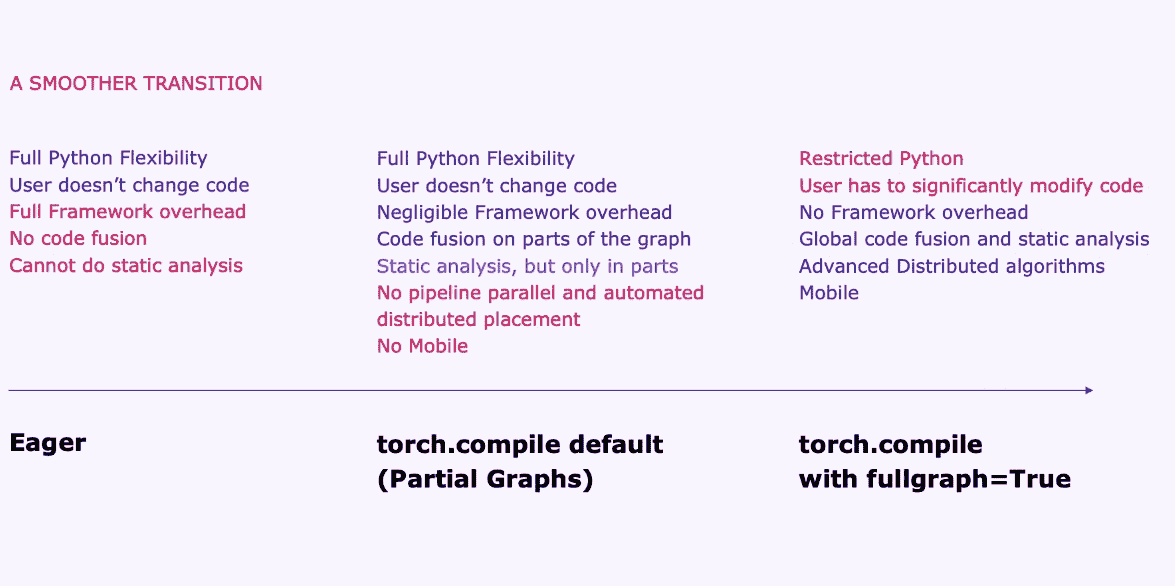 A SMOOTHER TRANSITION
Full Python Flexibility
User doesn’t change code
Full Framework overhead
No code fusion
Cannot do static analysis
Full Python Flexibility
User doesn’t change code
Negligible Framework overhead
Code fusion on parts of the graph
Static analysis, but only in parts
No pipeline parallel and automated
distributed placement
No Mobile
Restricted Python
User has to significantly modify code
No Framework overhead
Global code fusion and static analysis
Advanced Distributed algorithms
Mobile
Eager
torch.compile default
(Partial Graphs)
torch.compile
with fullgraph=True